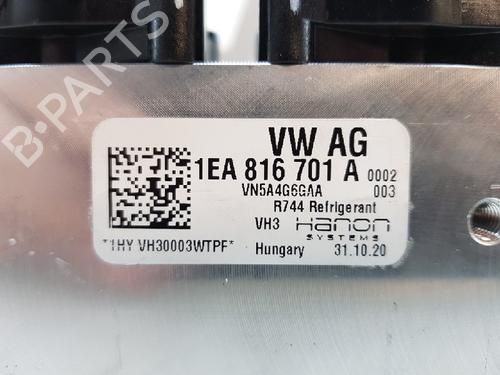 B-PARTS
VW AG
1EA 816 701 A 0002
VN5A4G6GAA 003
R744 Refrigerant
VH3 Hanon
SYSTEMS
*1HY VH30003WTPF* Hungary 31.10.20